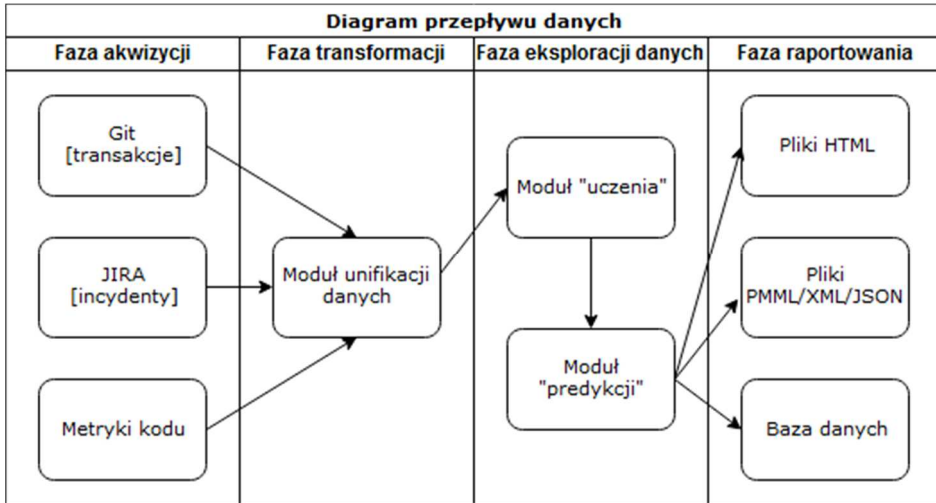 Diagram przepływu danych
Faza akwizycji
Faza transformacji
Faza eksploracji danych
Faza raportowania
Git
[transakcje]
JIRA
[incydenty]
Metryki kodu
Moduł unifikacji
danych
Moduł "uczenia"
Moduł
"predykcji"
Pliki HTML
Pliki
PMML/XML/JSON
Baza danych